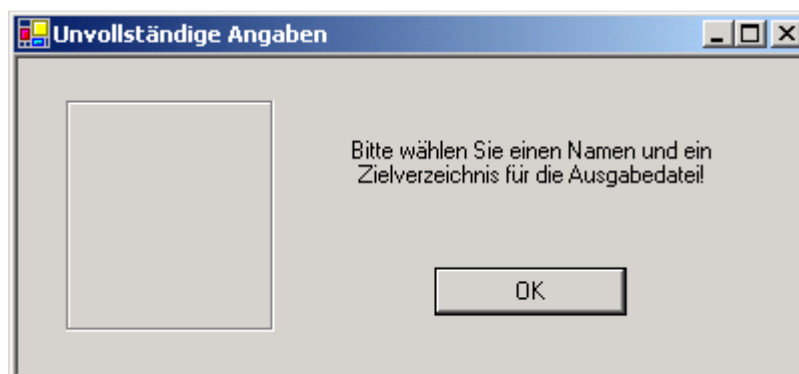 Unvollständige Angaben
Bitte wählen Sie einen Namen und ein
Zielverzeichnis für die Ausgabedatei!
OK